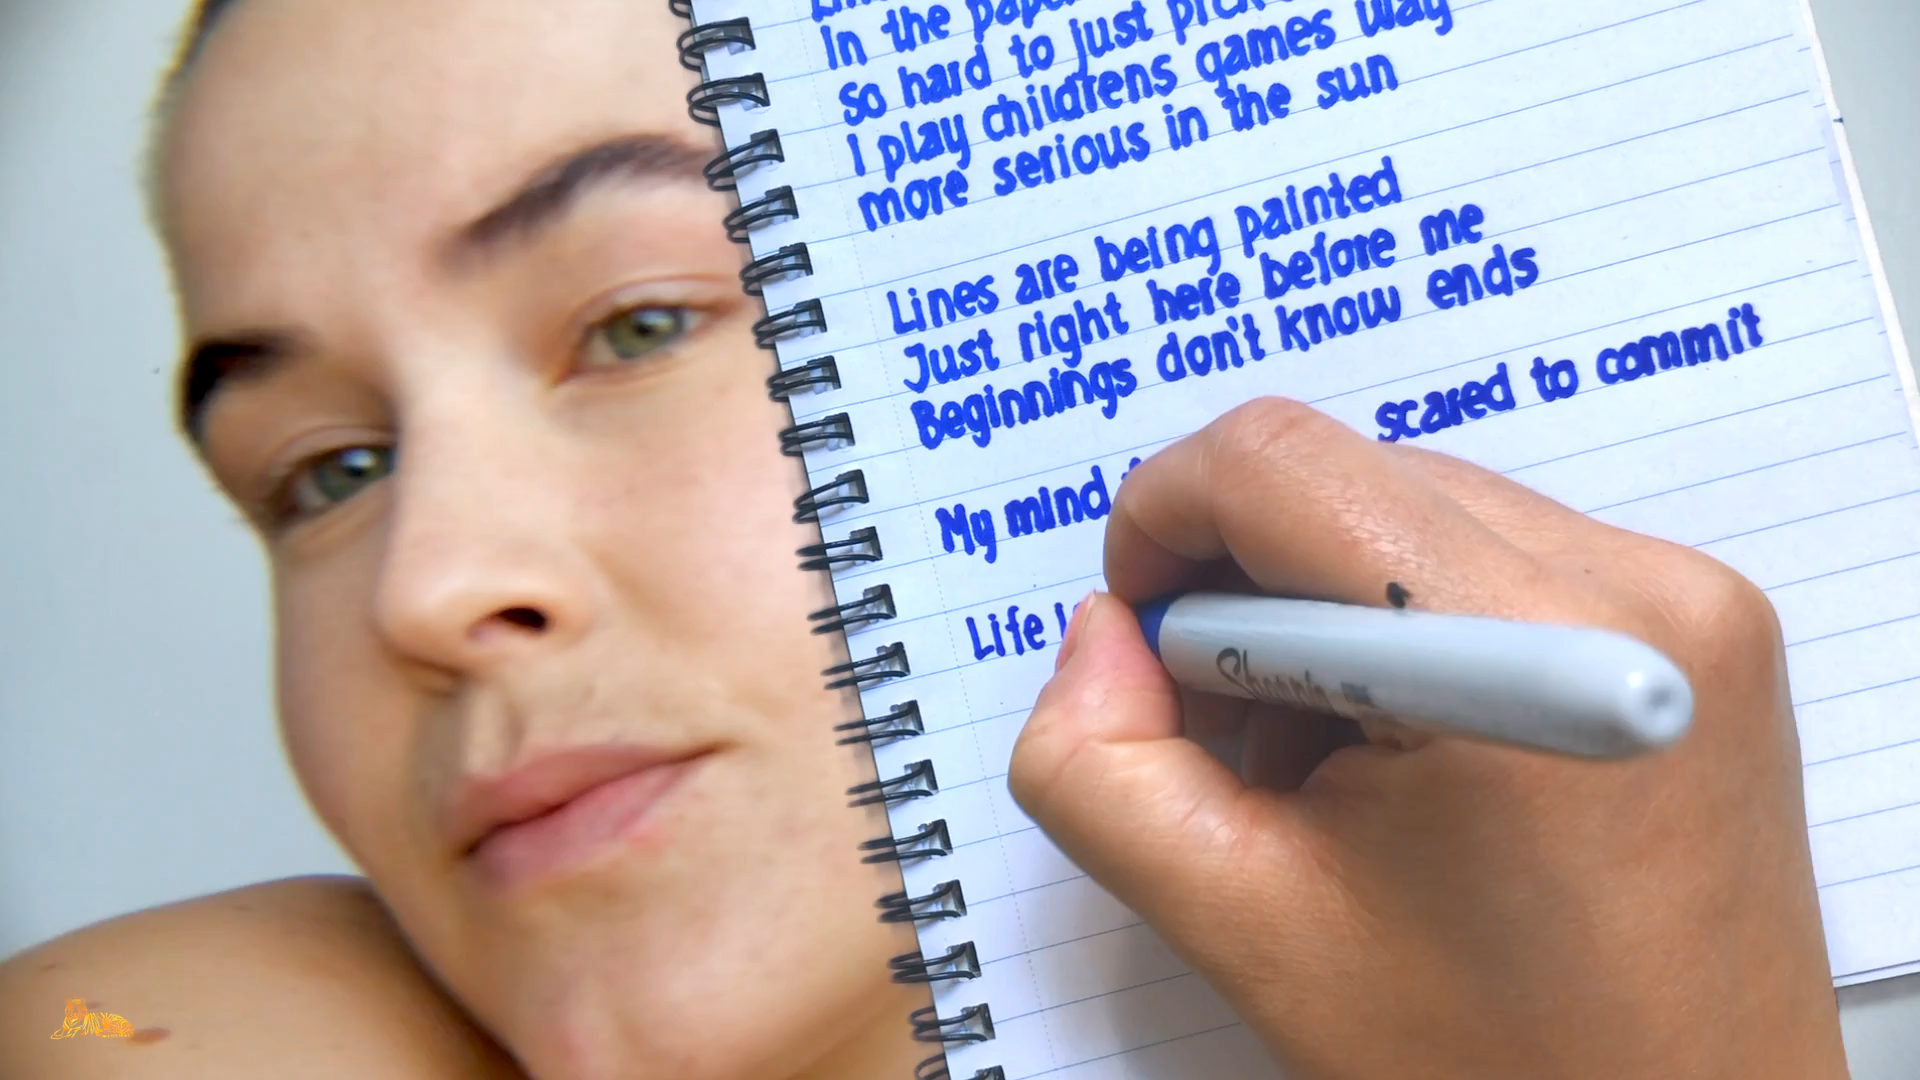 In the
so hard to just
I play childrens games way
more serious in the sun
Lines are being painted
Just right here before me
Beginnings don't know ends
My mind scared to commit
Life
Sharpie